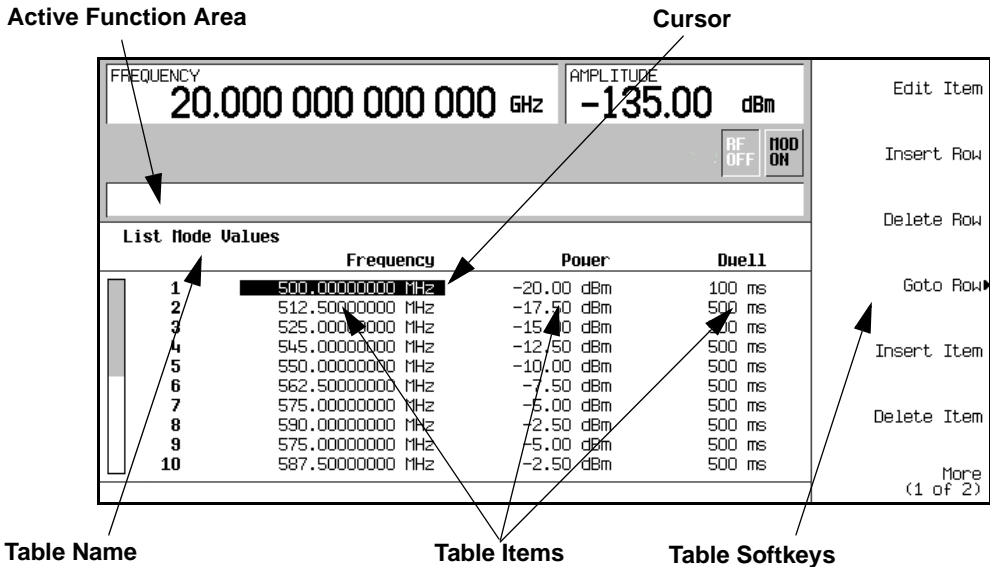 Active Function Area Cursor
FREQUENCY AMPLITUDE
20.000 000 000 000 GHz -135.00 dBm
Edit Item
RF OFF MOD ON
Insert Row
Delete Row
List Mode Values
Frequency Power Dwell
1 500.00000000 MHz -20.00 dBm 100 ms
Goto Row
2 512.50000000 MHz -17.50 dBm 500 ms
3 525.00000000 MHz -15.00 dBm 500 ms
4 545.00000000 MHz -12.50 dBm 500 ms
Insert Item
5 550.00000000 MHz -10.00 dBm 500 ms
6 562.50000000 MHz -7.50 dBm 500 ms
7 575.00000000 MHz -5.00 dBm 500 ms
Delete Item
8 590.00000000 MHz -2.50 dBm 500 ms
9 575.00000000 MHz -5.00 dBm 500 ms
10 587.50000000 MHz -2.50 dBm 500 ms
More
(1 of 2)
Table Name Table Items Table Softkeys